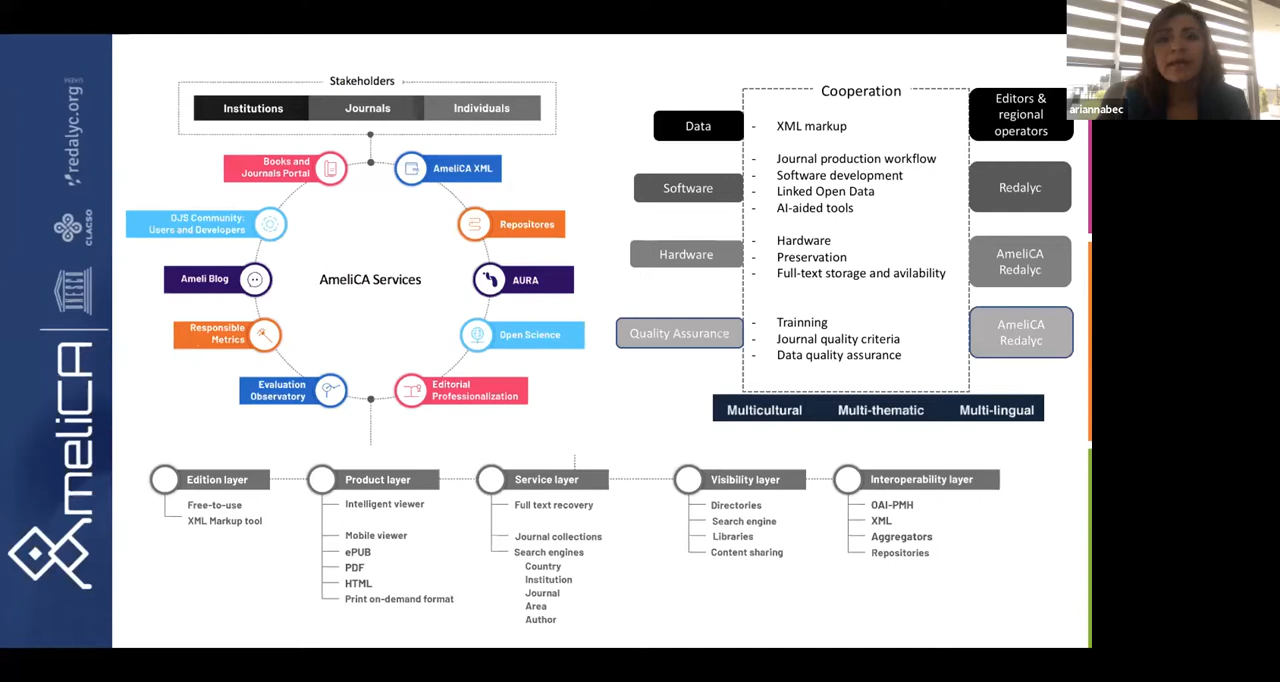 redalyc.org
UAEM
CLACSO
UNESCO
AmeliCA
Stakeholders
Institutions
Journals
Individuals
Books and
Journals Portal
AmeliCA XML
OJS Community:
Users and Developers
Repositores
Ameli Blog
AmeliCA Services
AURA
Responsible
Metrics
Open Science
Evaluation
Observatory
Editorial
Professionalization
Cooperation
Data
- XML markup
Editors &
regional
operators
Software
- Journal production workflow
- Software development
- Linked Open Data
- AI-aided tools
Redalyc
Hardware
- Hardware
- Preservation
- Full-text storage and avilability
AmeliCA
Redalyc
Quality Assurance
- Trainning
- Journal quality criteria
- Data quality assurance
AmeliCA
Redalyc
Multicultural Multi-thematic Multi-lingual
Edition layer
Free-to-use
XML Markup tool
Product layer
Intelligent viewer
Mobile viewer
ePUB
PDF
HTML
Print on-demand format
Service layer
Full text recovery
Journal collections
Search engines
Country
Institution
Journal
Area
Author
Visibility layer
Directories
Search engine
Libraries
Content sharing
Interoperability layer
OAI-PMH
XML
Aggregators
Repositories
ariannabec